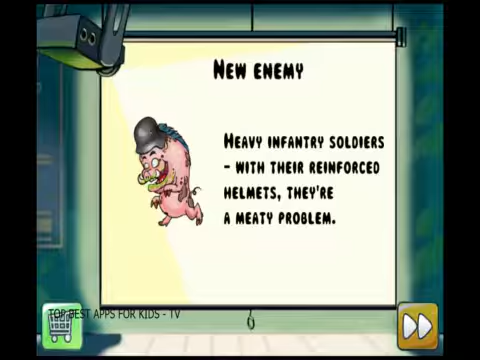 New enemy
Heavy infantry soldiers
- with their reinforced
helmets, they're
a meaty problem.
TOP BEST APPS FOR KIDS - TV